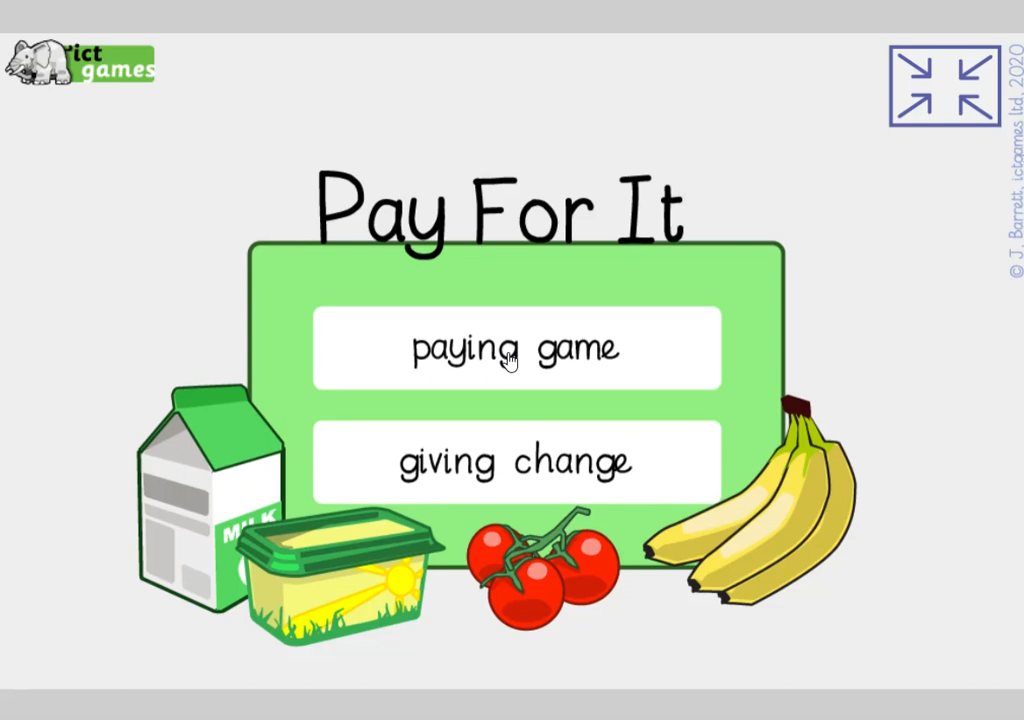 ict
games
© J. Barrett, ictgames ltd, 2020
Pay For It
paying game
giving change
MILK